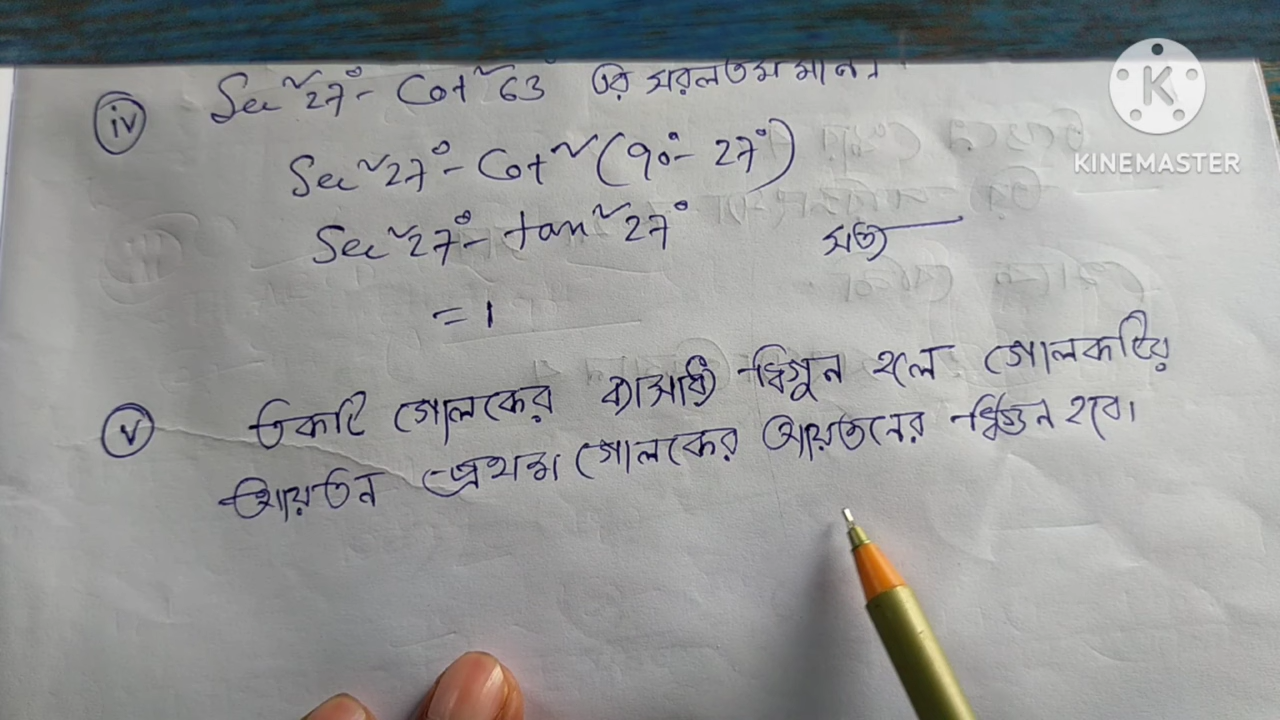 iv Sec²27° - Cot²63° এর সরলতম মান 1
Sec²27° - Cot²(90° - 27°)
Sec²27° - tan²27° সত্য
= 1
v একটি গোলকের ব্যাসার্ধ দ্বিগুন হলে গোলকটির
আয়তন প্রথম গোলকের আয়তনের দ্বিগুন হবে।
K
KINEMASTER